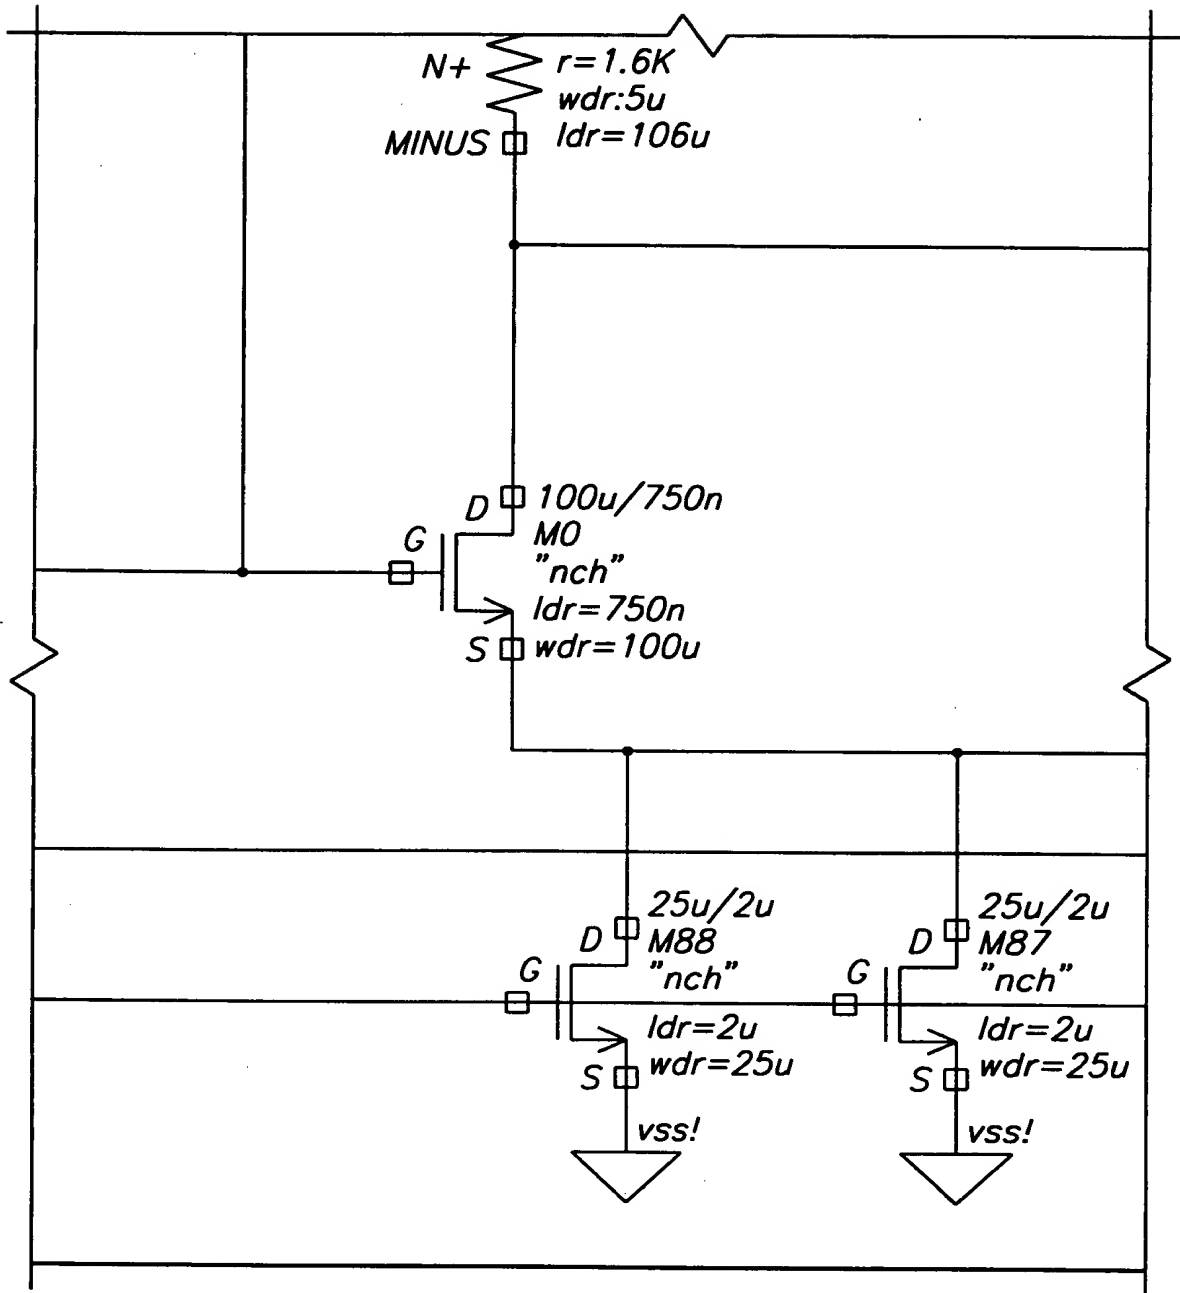 N+
r=1.6K
wdr:5u
MINUS
ldr=106u
D
100u/750n
G
M0
"nch"
ldr=750n
S
wdr=100u
25u/2u
25u/2u
D
M88
D
M87
G
"nch"
G
"nch"
ldr=2u
ldr=2u
S
wdr=25u
S
wdr=25u
vss!
vss!